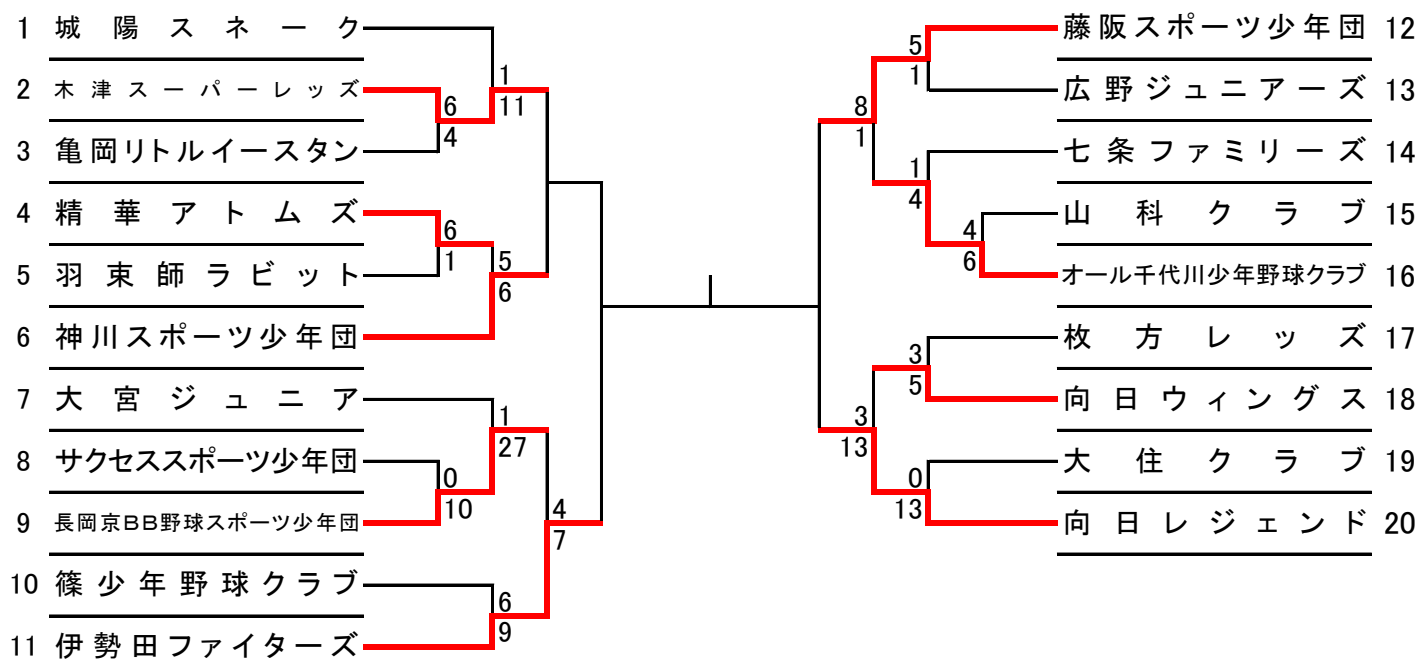 1 城陽スネーク
2 木津スーパーレッズ
3 亀岡リトルイースタン
4 精華アトムズ
5 羽束師ラビット
6 神川スポーツ少年団
7 大宮ジュニア
8 サクセススポーツ少年団
9 長岡京BB野球スポーツ少年団
10 篠少年野球クラブ
11 伊勢田ファイターズ
1
11
6
4
6
1
5
6
1
27
0
10
4
7
6
9
藤阪スポーツ少年団 12
広野ジュニアーズ 13
七条ファミリーズ 14
山科クラブ 15
オール千代川少年野球クラブ 16
枚方レッズ 17
向日ウィングス 18
大住クラブ 19
向日レジェンド 20
5
1
8
1
1
4
4
6
3
5
3
13
0
13